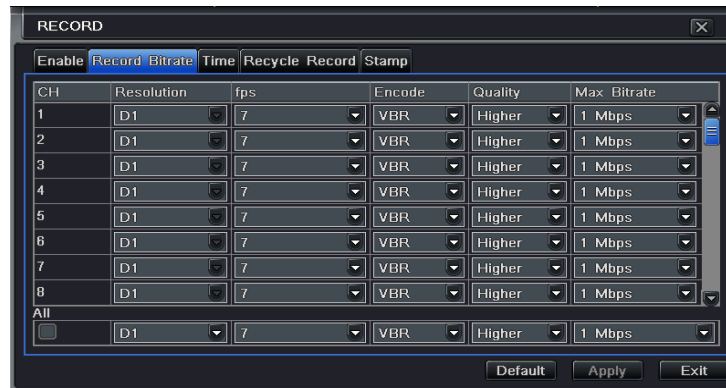 RECORD
Enable Record Bitrate Time Recycle Record Stamp
CH Resolution fps Encode Quality Max Bitrate
1 D1 7 VBR Higher 1 Mbps
2 D1 7 VBR Higher 1 Mbps
3 D1 7 VBR Higher 1 Mbps
4 D1 7 VBR Higher 1 Mbps
5 D1 7 VBR Higher 1 Mbps
6 D1 7 VBR Higher 1 Mbps
7 D1 7 VBR Higher 1 Mbps
8 D1 7 VBR Higher 1 Mbps
All
D1 7 VBR Higher 1 Mbps
Default Apply Exit